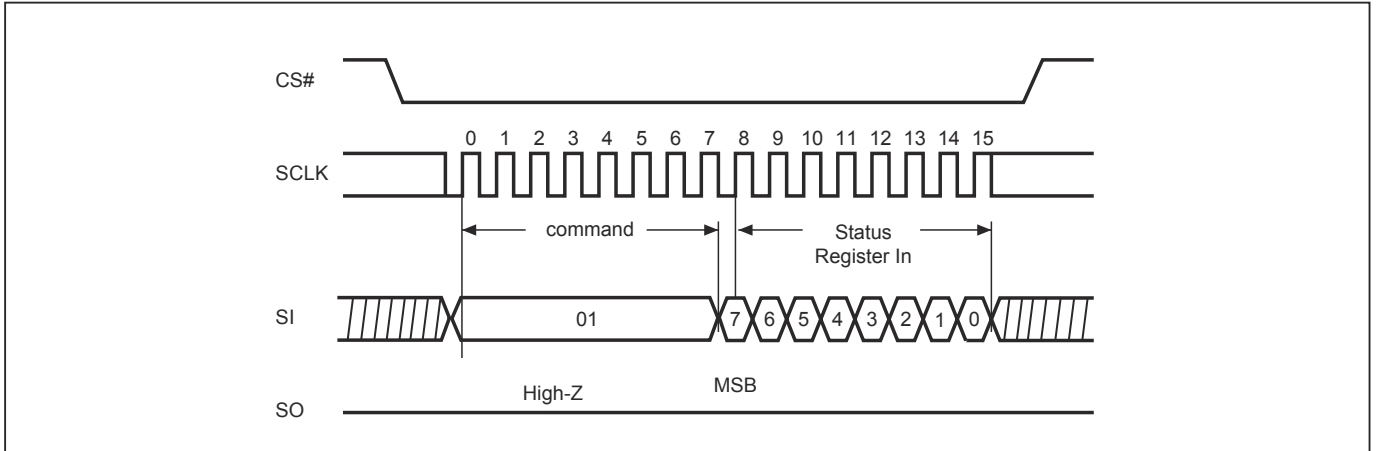 CS#
0 1 2 3 4 5 6 7 8 9 10 11 12 13 14 15
SCLK
command
Status
Register In
SI
01
7 6 5 4 3 2 1 0
High-Z
MSB
SO